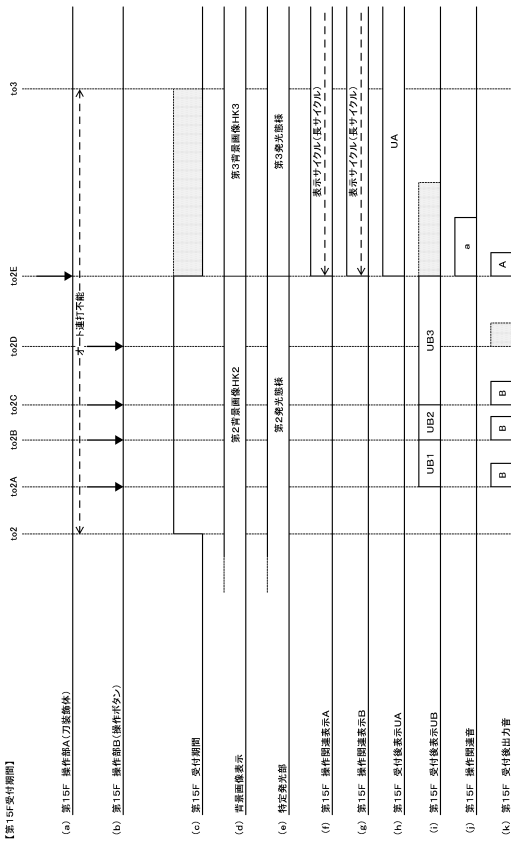 【第15F受付期間】
to2
to2A
to2B
to2C
to2D
to2E
to3
(a) 第15F 操作部A(刀装飾体)
オート連打不能
(b) 第15F 操作部B(操作ボタン)
(c) 第15F 受付期間
(d) 背景画像表示
第2背景画像HK2
第3背景画像HK3
(e) 特定発光部
第2発光態様
第3発光態様
(f) 第15F 操作関連表示A
表示サイクル(長サイクル)
(g) 第15F 操作関連表示B
表示サイクル(長サイクル)
(h) 第15F 受付後表示UA
UA
(i) 第15F 受付後表示UB
UB1
UB2
UB3
(j) 第15F 操作関連音
a
(k) 第15F 受付後出力音
B
B
B
A